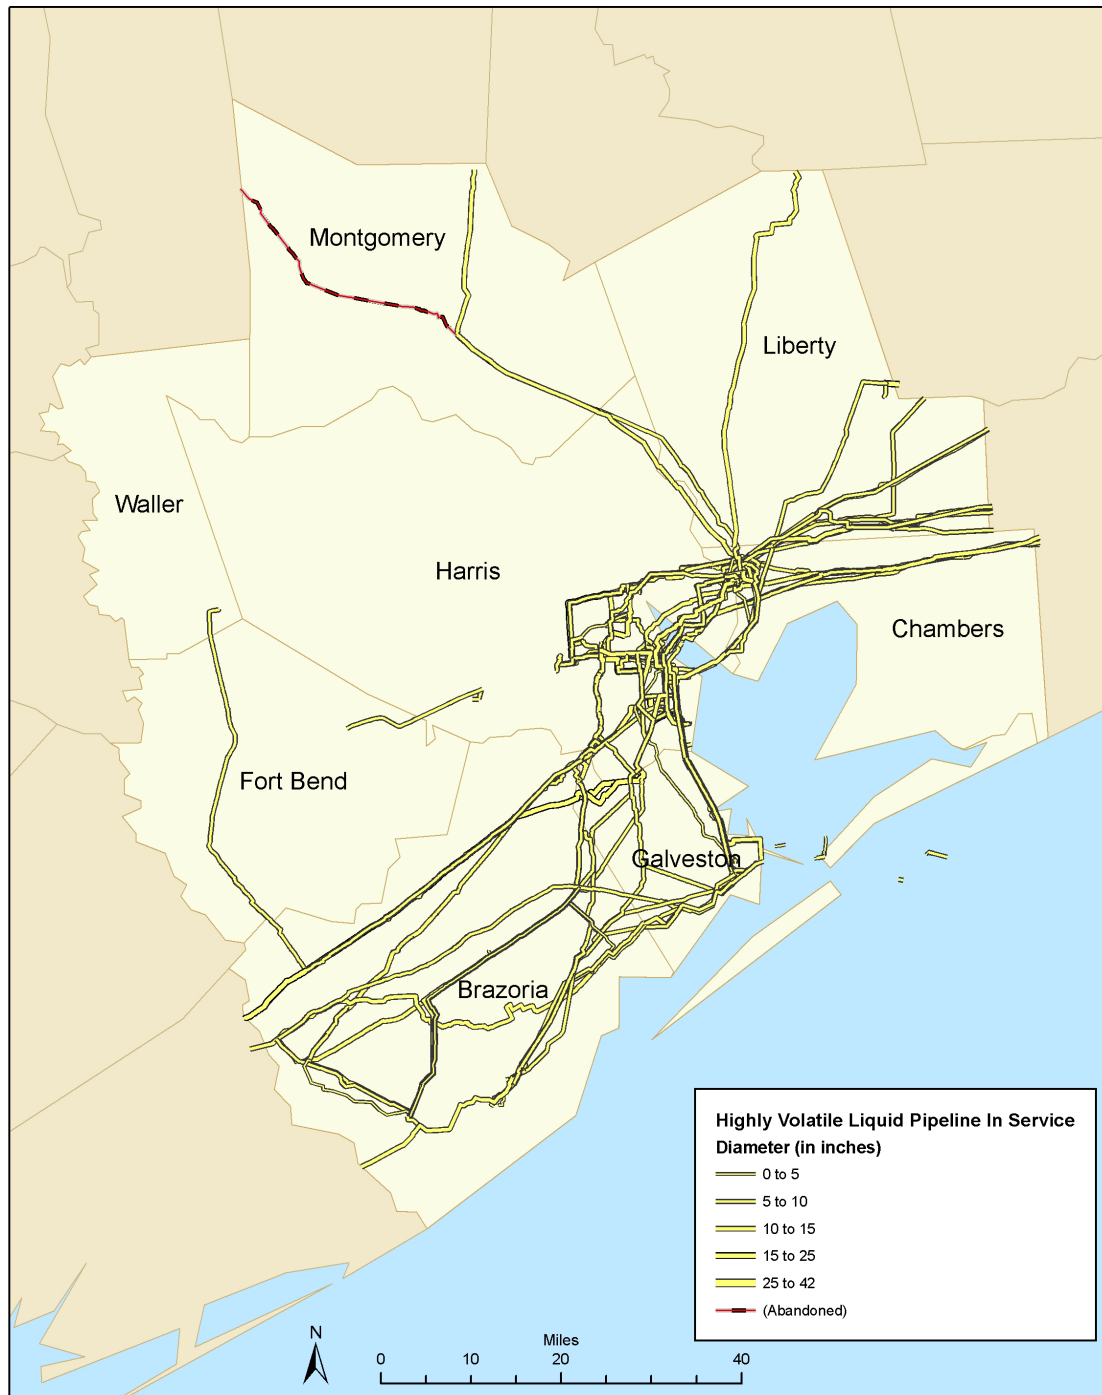 Montgomery
Liberty
Waller
Harris
Chambers
Fort Bend
Galveston
Brazoria
Highly Volatile Liquid Pipeline In Service
Diameter (in inches)
0 to 5
5 to 10
10 to 15
15 to 25
25 to 42
(Abandoned)
N
Miles
0 20 40